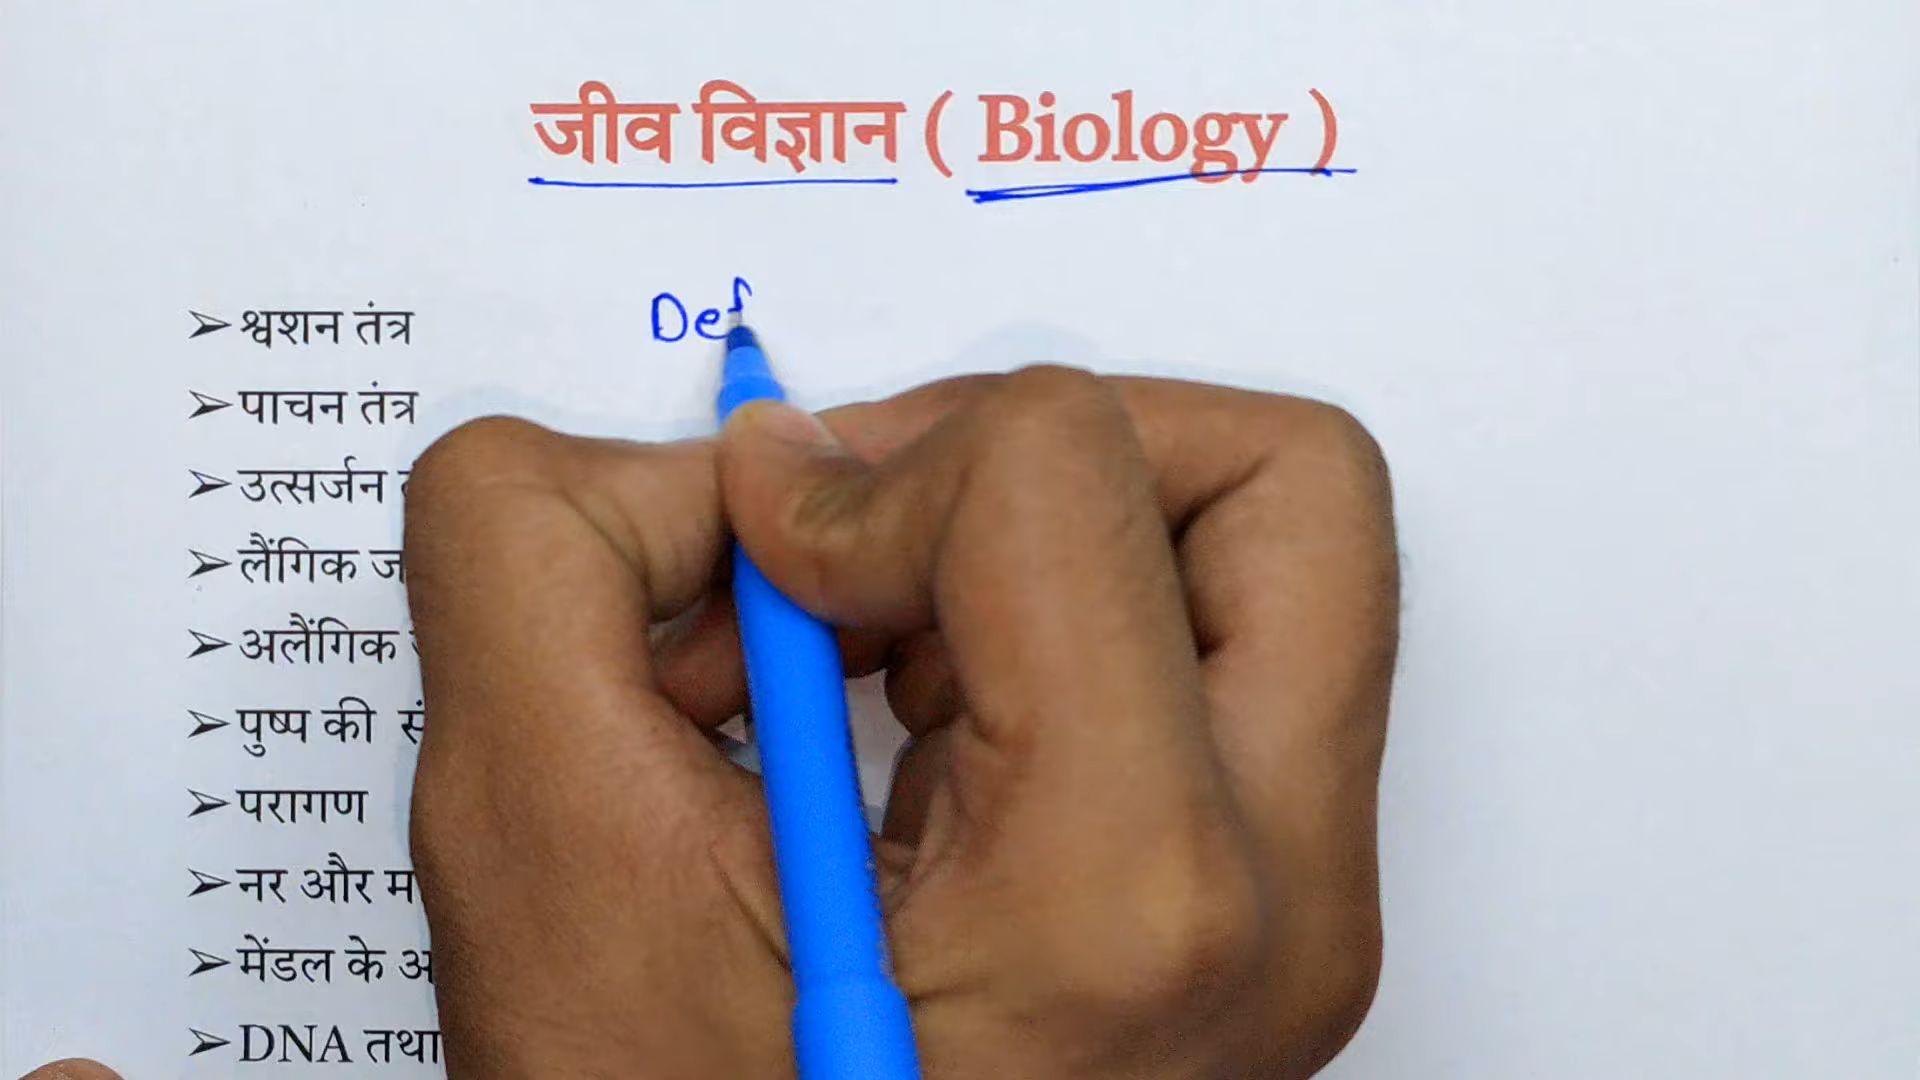 जीव विज्ञान ( Biology )
Def
➢श्वशन तंत्र
➢पाचन तंत्र
➢उत्सर्जन
➢लैंगिक
➢अलैंगिक
➢पुष्प की
➢परागण
➢नर और
➢मेंडल के
➢DNA तथा